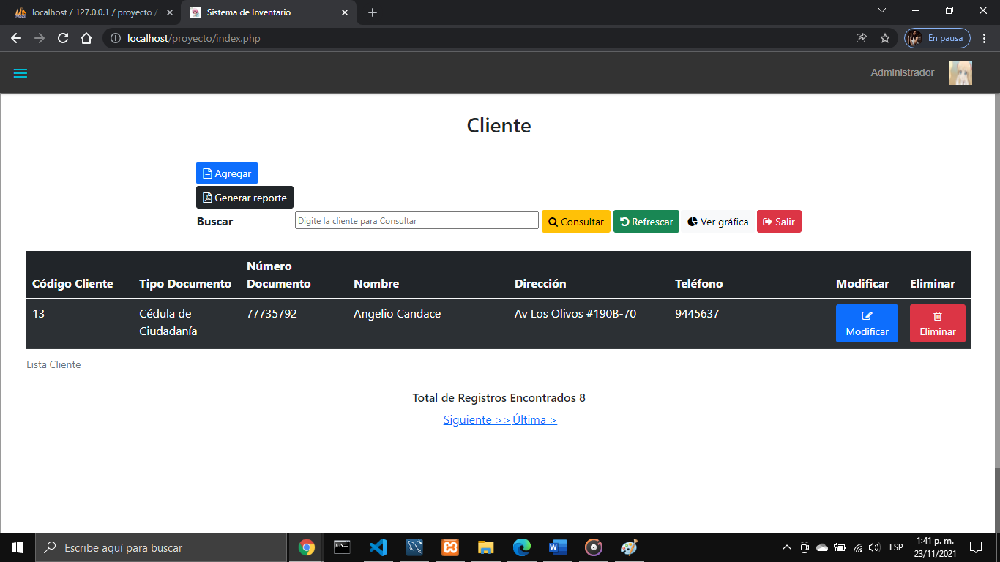 localhost / 127.0.0.1 / proyecto /
Sistema de Inventario
localhost/proyecto/index.php
En pausa
Administrador
Cliente
Agregar
Generar reporte
Buscar Digite la cliente para Consultar Consultar Refrescar Ver gráfica Salir
Código Cliente Tipo Documento Número Documento Nombre Dirección Teléfono Modificar Eliminar
13 Cédula de Ciudadanía 77735792 Angelio Candace Av Los Olivos #190B-70 9445637 Modificar Eliminar
Lista Cliente
Total de Registros Encontrados 8
Siguiente >> Última >
Escribe aquí para buscar
ESP
1:41 p. m.
23/11/2021